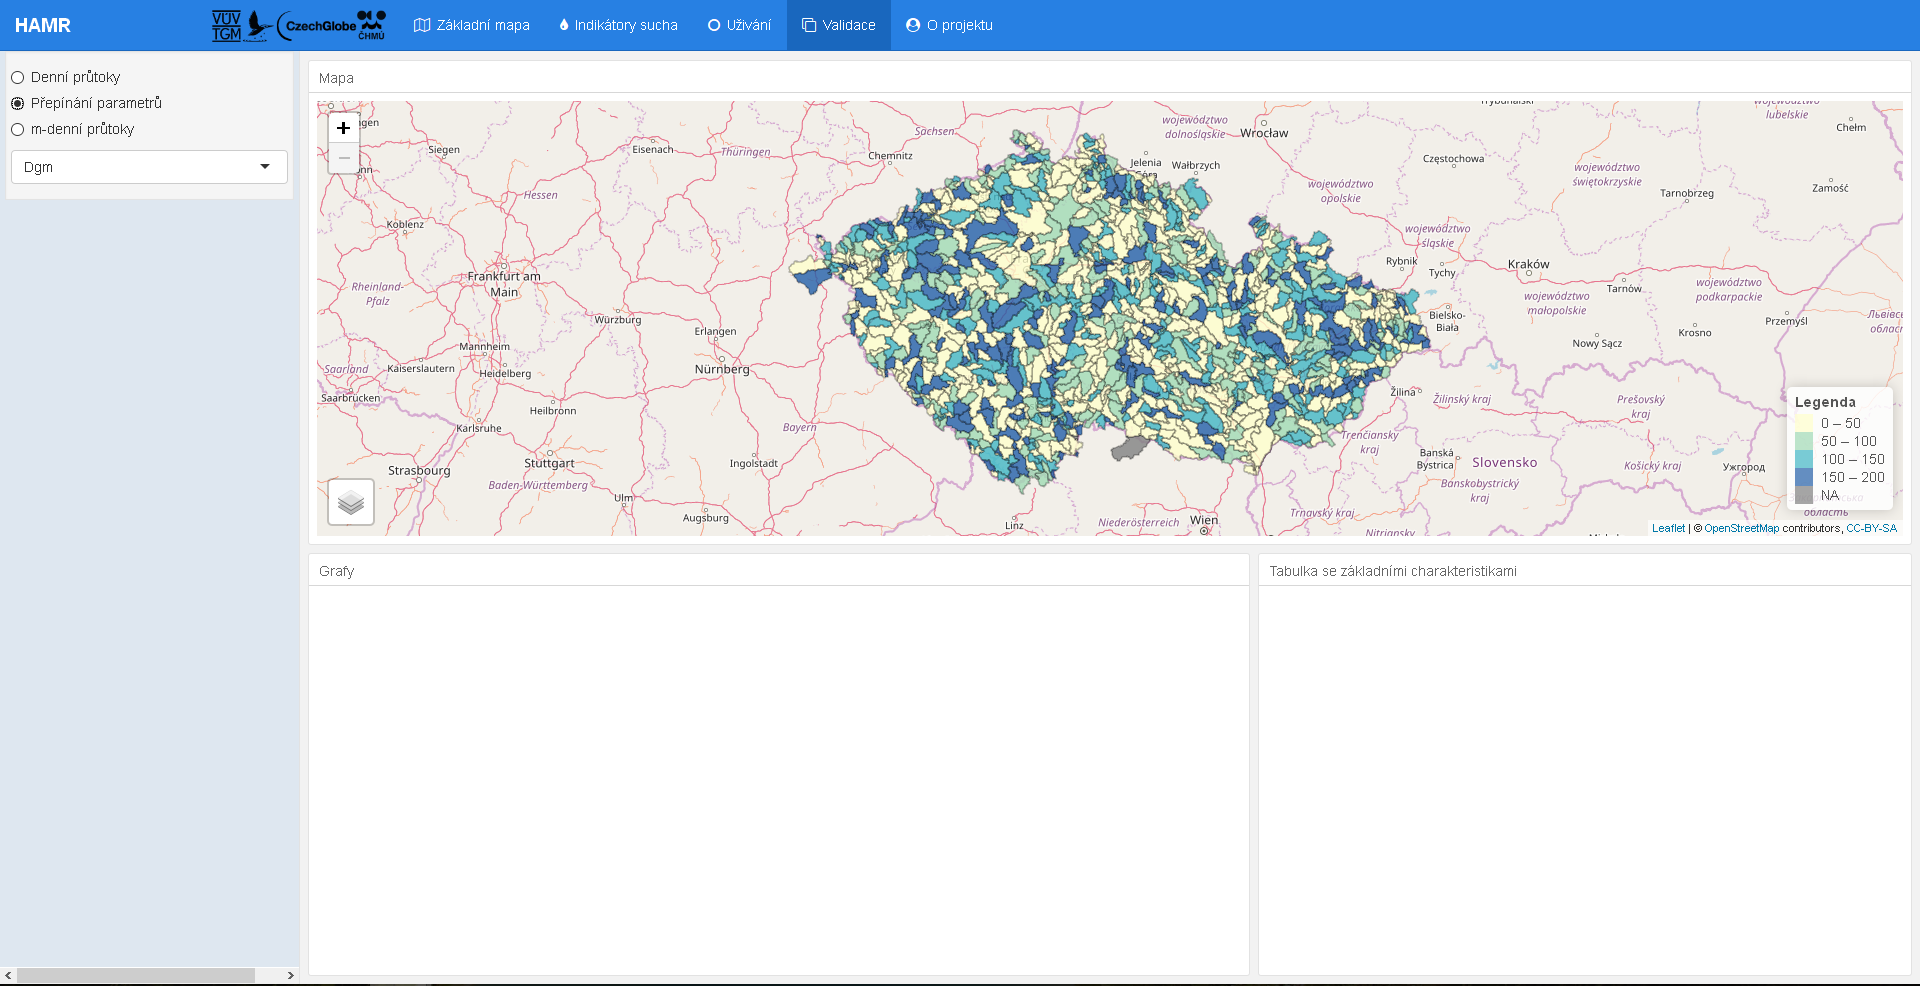 HAMR
VÚV
TGM
CzechGlobe
ČHMÚ
Základní mapa
Indikátory sucha
Užívání
Validace
O projektu
Denní průtoky
Přepínání parametrů
m-denní průtoky
Dgm
Mapa
+
−
Siegen
Eisenach
Thüringen
Sachsen
Chemnitz
Hessen
Koblenz
Frankfurt am
Main
Rheinland-
Pfalz
Würzburg
Erlangen
Mannheim
Nürnberg
Saarland
Kaiserslautern
Heidelberg
Saarbrücken
Heilbronn
Karlsruhe
Bayern
Strasbourg
Stuttgart
Baden-Württemberg
Ingolstadt
Ulm
Augsburg
Linz
Niederösterreich
Wien
województwo
dolnośląskie
Wrocław
Jelenia
Góra
Wałbrzych
województwo
opolskie
Częstochowa
województwo
świętokrzyskie
Tarnobrzeg
województwo
lubelskie
Chełm
Zamość
województwo
śląskie
Rybnik
Tychy
Kraków
Tarnów
województwo
małopolskie
województwo
podkarpackie
Bielsko-
Biała
Nowy Sącz
Krosno
Przemyśl
Žilina
Žilinský kraj
Prešovský
kraj
Trenčiansky
kraj
Banská
Bystrica
Slovensko
Košický kraj
Ужгород
Banskobystrický
kraj
Trnavský kraj
Nitriansky
область
Legenda
0 – 50
50 – 100
100 – 150
150 – 200
NA
Leaflet | © OpenStreetMap contributors, CC-BY-SA
Grafy
Tabulka se základními charakteristikami